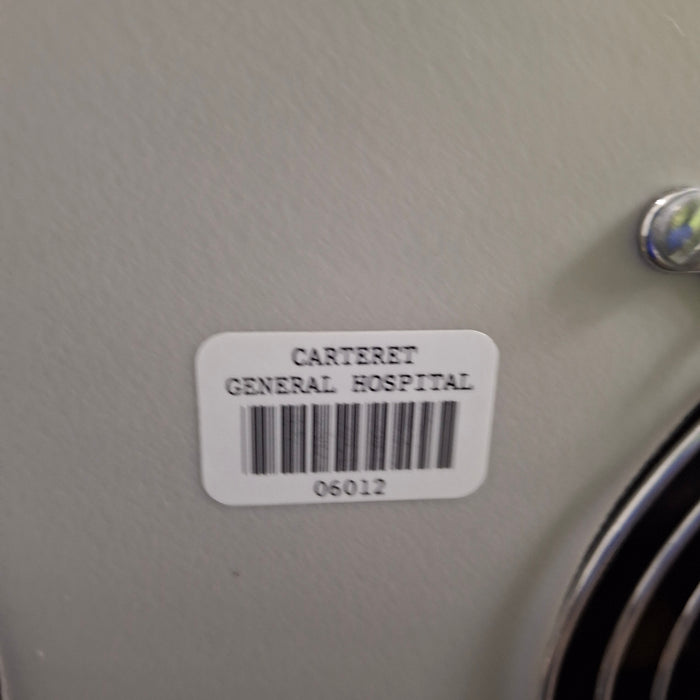 CARTERET
GENERAL HOSPITAL
06012